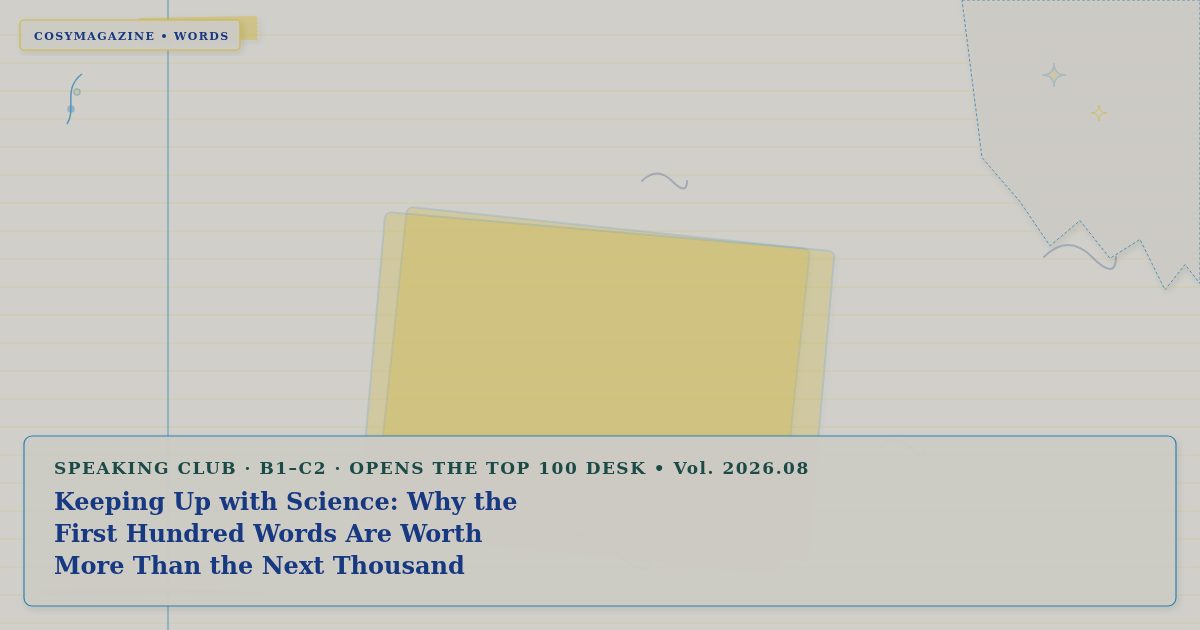 COSYMAGAZINE • WORDS
SPEAKING CLUB · B1–C2 · OPENS THE TOP 100 DESK • Vol. 2026.08
Keeping Up with Science: Why the
First Hundred Words Are Worth
More Than the Next Thousand